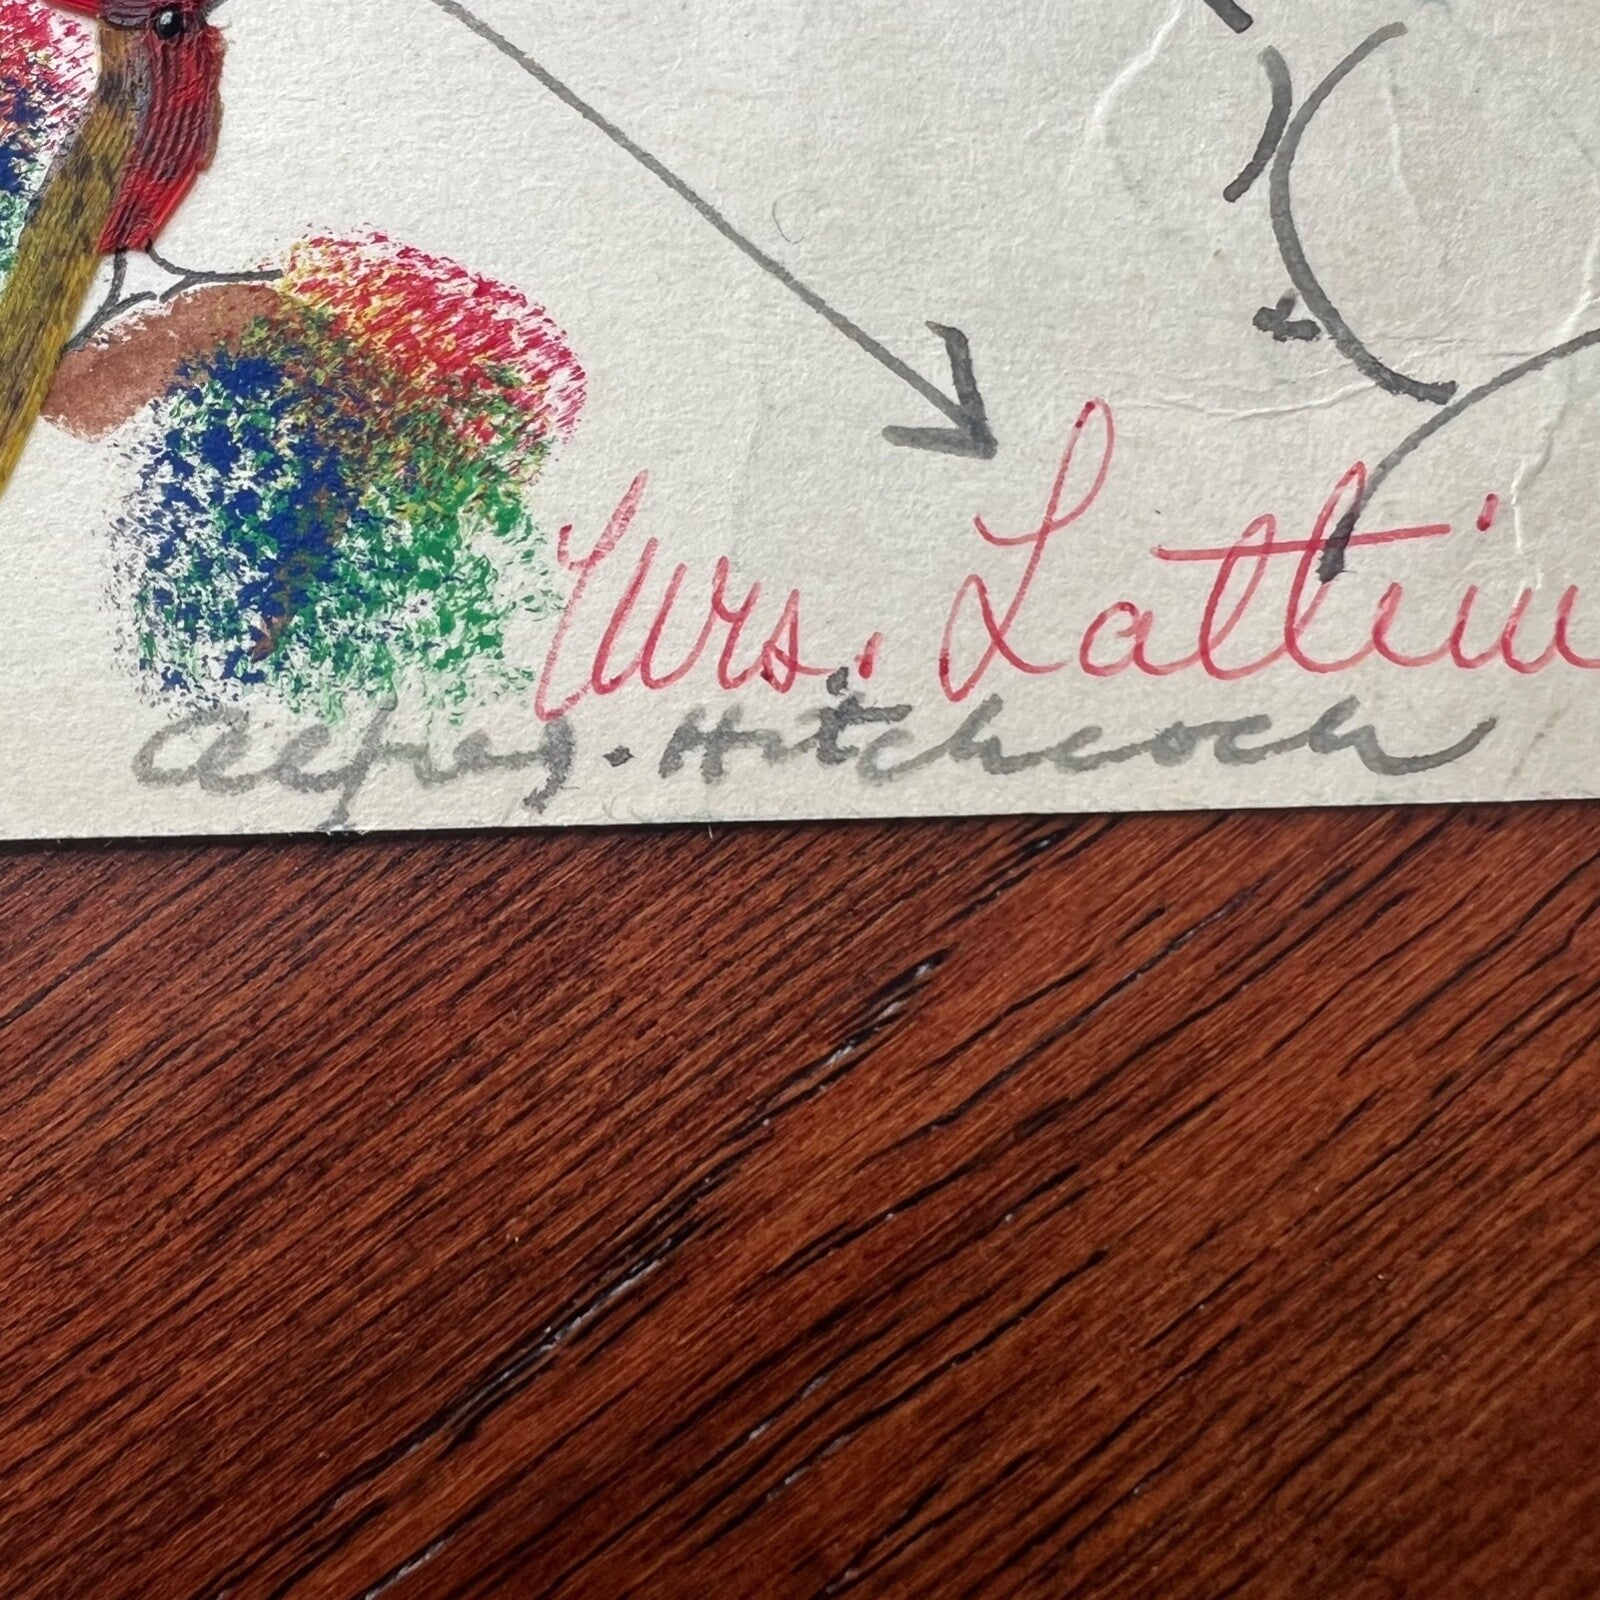 Mrs. Lattin
Alfred. Hitchcock